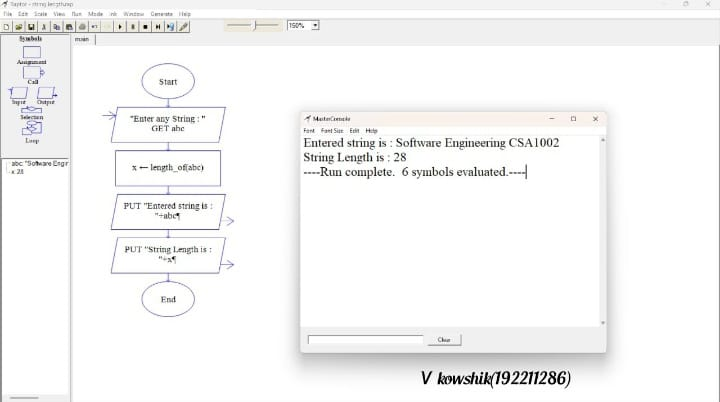 Raptor - string length.rap
File Edit Scale View Run Mode Ink Window Generate Help
150%
Symbols
main
Assignment
Call
Input Output
Selection
Loop
abc: "Software Engir
x: 28
Start
"Enter any String : "
GET abc
x ← length_of(abc)
PUT "Entered string is :
"+abc¶
PUT "String Length is :
"+x¶
End
MasterConsole
Font Font Size Edit Help
Entered string is : Software Engineering CSA1002
String Length is : 28
----Run complete. 6 symbols evaluated.----
Clear
V kowshik(192211286)